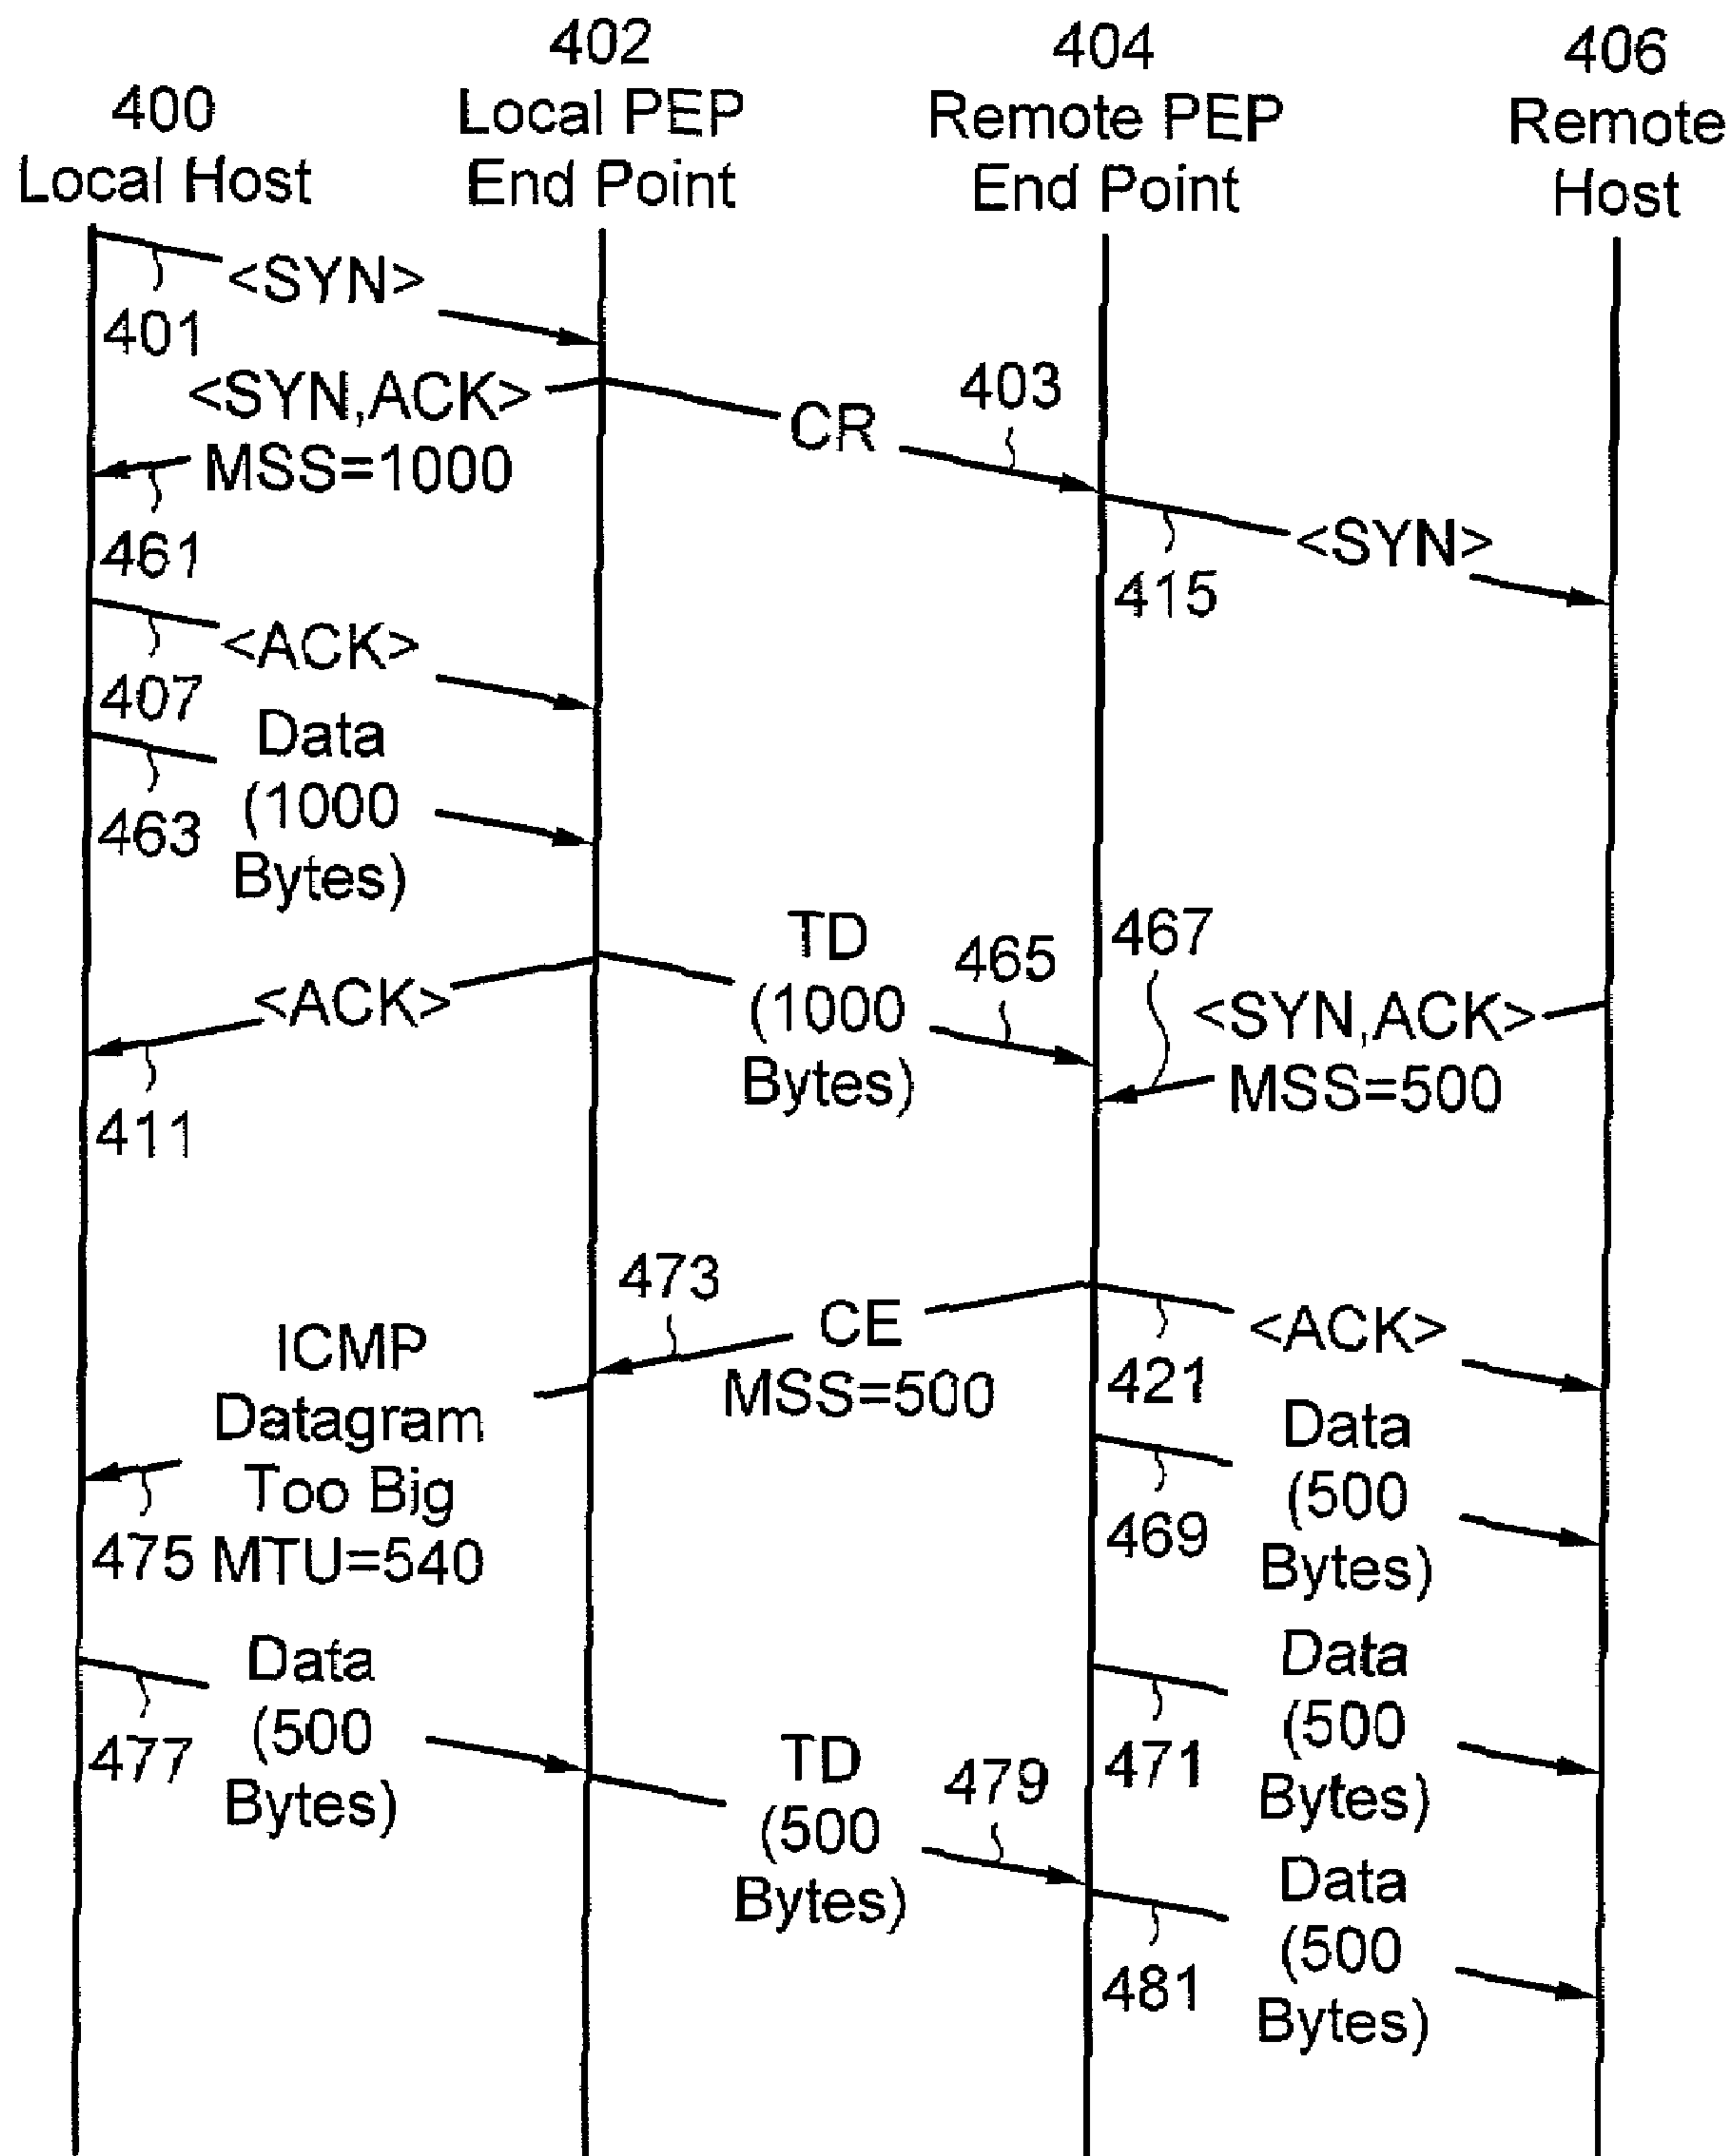 400
Local Host
402
Local PEP
End Point
404
Remote PEP
End Point
406
Remote
Host
<SYN>
401
<SYN,ACK>
MSS=1000
461
CR
403
<SYN>
415
<ACK>
407
Data
(1000
Bytes)
463
TD
(1000
Bytes)
465
467
<SYN,ACK>
MSS=500
<ACK>
411
473
CE
MSS=500
<ACK>
421
ICMP
Datagram
Too Big
MTU=540
475
Data
(500
Bytes)
469
Data
(500
Bytes)
477
TD
(500
Bytes)
479
Data
(500
Bytes)
471
Data
(500
Bytes)
481